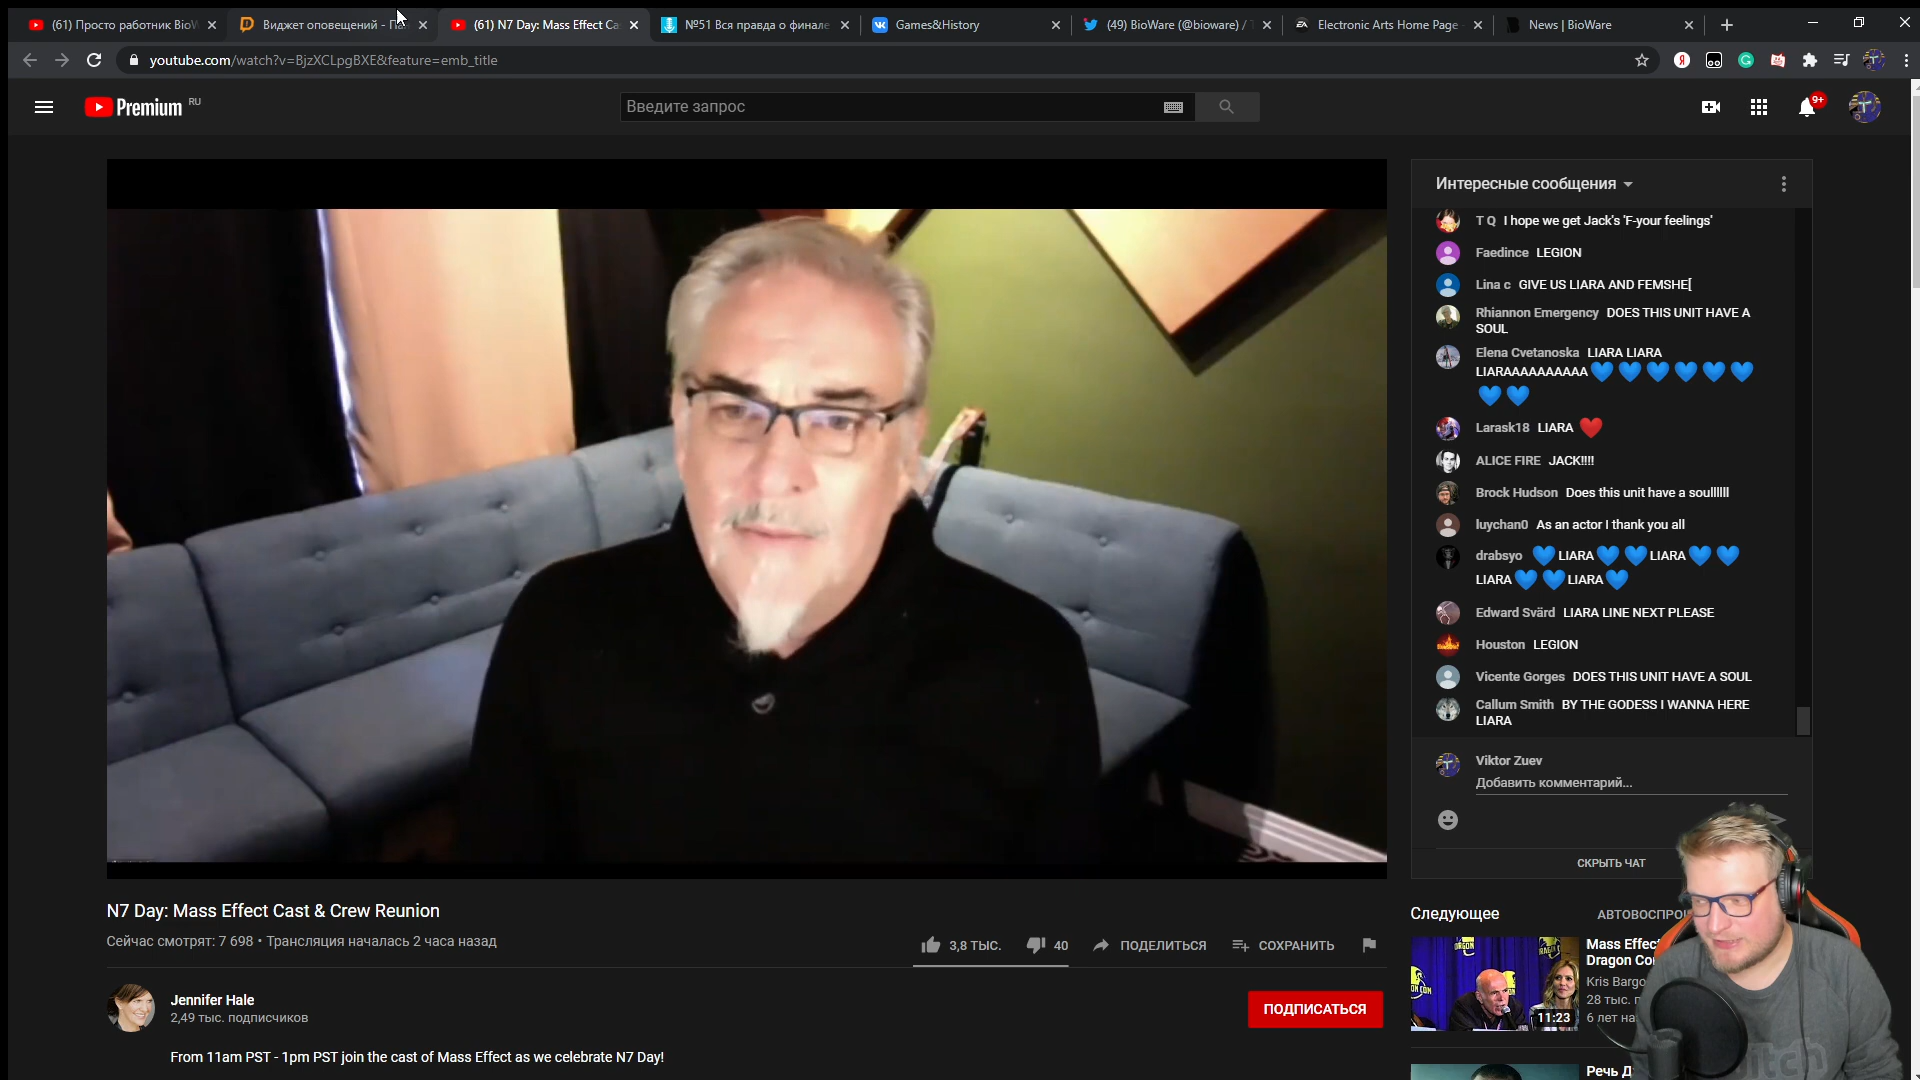 (61) Просто работник BioW
Виджет оповещений - Па
(61) N7 Day: Mass Effect Ca
№51 Вся правда о финале
Games&History
(49) BioWare (@bioware) / T
Electronic Arts Home Page
News | BioWare
youtube.com/watch?v=BjzXCLpgBXE&feature=emb_title
Premium RU
Введите запрос
9+
Интересные сообщения
T Q I hope we get Jack's 'F-your feelings'
Faedince LEGION
Lina c GIVE US LIARA AND FEMSHE[
Rhiannon Emergency DOES THIS UNIT HAVE A
SOUL
Elena Cvetanoska LIARA LIARA
LIARAAAAAAAAAA 💙💙💙💙💙💙
💙💙
Larask18 LIARA ❤️
ALICE FIRE JACK!!!!
Brock Hudson Does this unit have a soul!!!!!!
luychan0 As an actor I thank you all
drabsyo 💙LIARA💙💙LIARA💙💙
LIARA💙💙LIARA💙
Edward Svärd LIARA LINE NEXT PLEASE
Houston LEGION
Vicente Gorges DOES THIS UNIT HAVE A SOUL
Callum Smith BY THE GODESS I WANNA HERE
LIARA
Viktor Zuev
Добавить комментарий...
СКРЫТЬ ЧАТ
N7 Day: Mass Effect Cast & Crew Reunion
Сейчас смотрят: 7 698 • Трансляция началась 2 часа назад
3,8 ТЫС.
40
ПОДЕЛИТЬСЯ
СОХРАНИТЬ
Jennifer Hale
2,49 тыс. подписчиков
ПОДПИСАТЬСЯ
From 11am PST - 1pm PST join the cast of Mass Effect as we celebrate N7 Day!
Следующее
АВТОВОСПРОИ
Mass Effec
Dragon Co
Kris Bargo
28 тыс. п
6 лет на
11:23
Речь Д